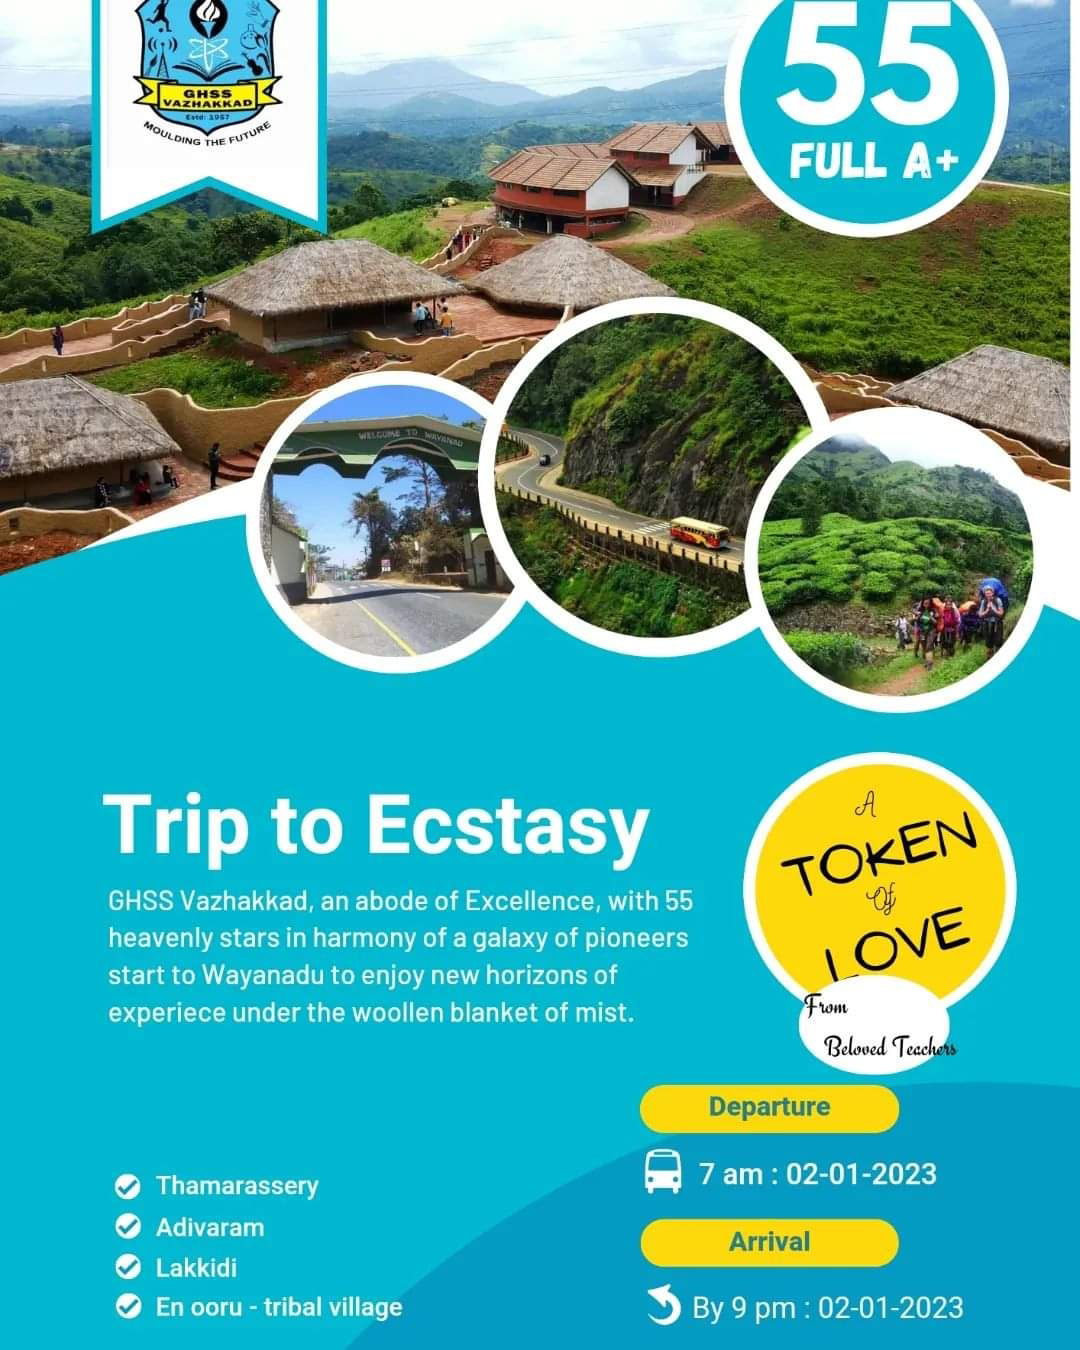 GHSS
VAZHAKKAD
Estd: 1957
MOULDING THE FUTURE
55
FULL A+
WELCOME TO WAYANAD
Trip to Ecstasy
GHSS Vazhakkad, an abode of Excellence, with 55
heavenly stars in harmony of a galaxy of pioneers
start to Wayanadu to enjoy new horizons of
experiece under the woollen blanket of mist.
A
TOKEN
Of
LOVE
From
Beloved Teachers
Thamarassery
Adivaram
Lakkidi
En ooru - tribal village
Departure
7 am : 02-01-2023
Arrival
By 9 pm : 02-01-2023